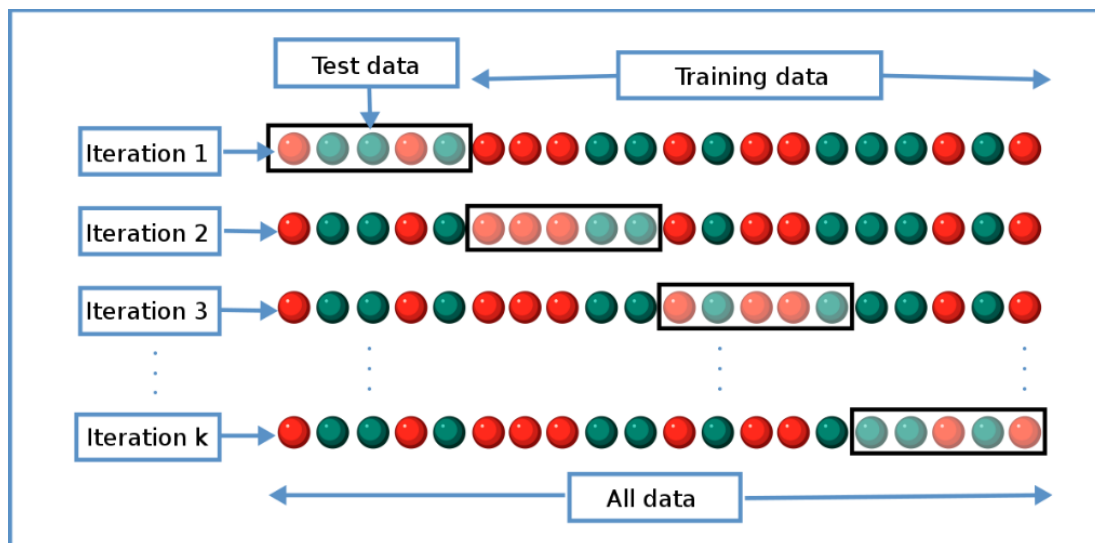 Test data
Training data
Iteration 1
Iteration 2
Iteration 3
Iteration k
All data